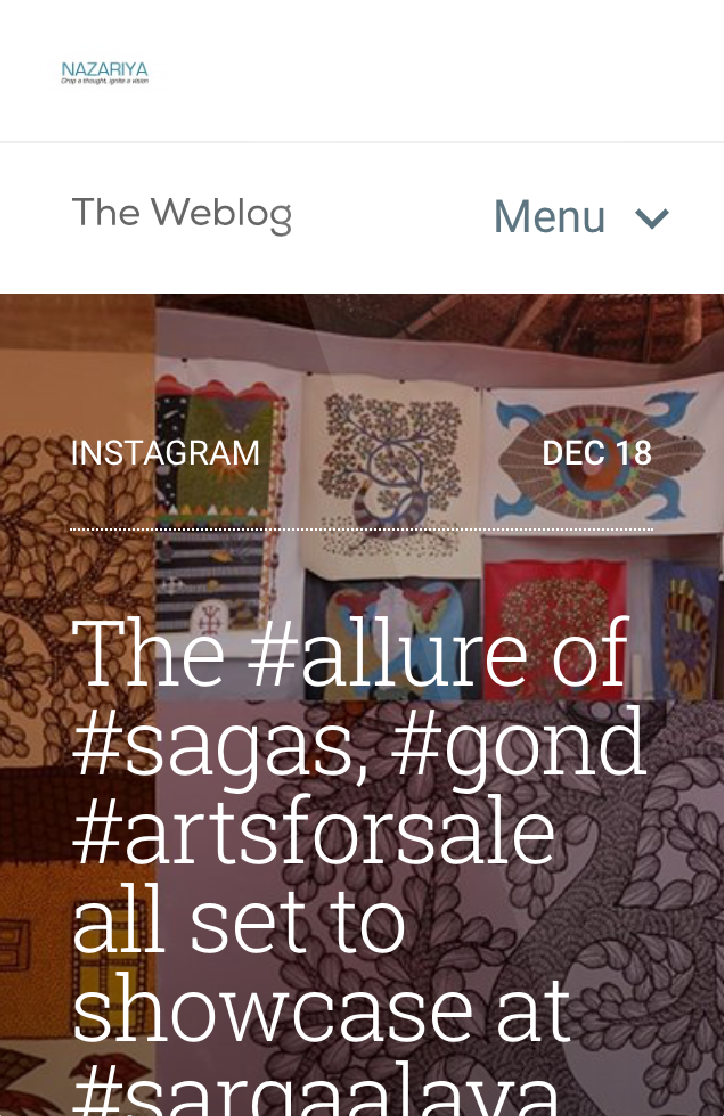 NAZARIYA
Drop a thought, ignite a vision
The Weblog
Menu
INSTAGRAM
DEC 18
The #allure of
#sagas, #gond
#artsforsale
all set to
showcase at
#sargaalaya